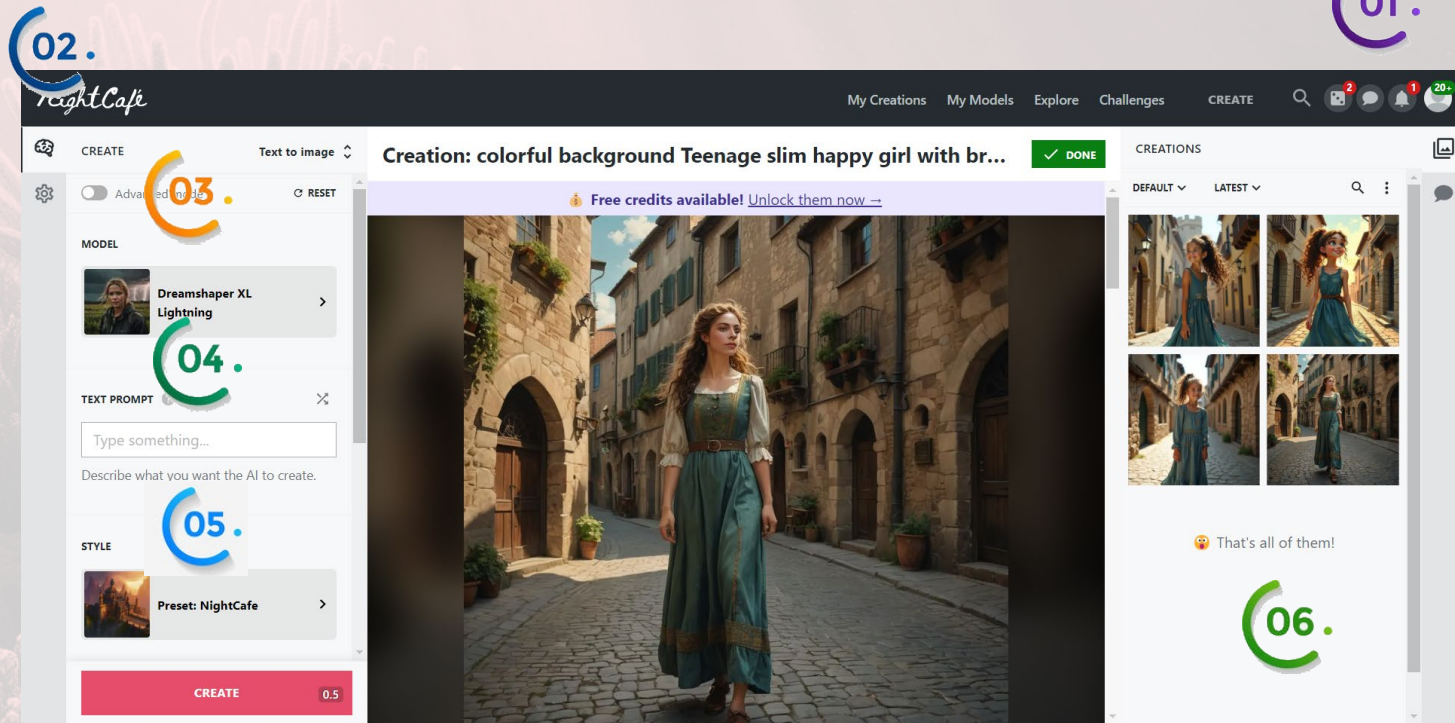 01.
02.
NightCafé
My Creations My Models Explore Challenges CREATE 2 1 20+
CREATE Text to image
Creation: colorful background Teenage slim happy girl with br... DONE
CREATIONS
03.
Advanced mode RESET
Free credits available! Unlock them now →
DEFAULT LATEST
MODEL
Dreamshaper XL
Lightning
04.
TEXT PROMPT
Type something...
Describe what you want the AI to create.
05.
STYLE
That's all of them!
Preset: NightCafe
06.
CREATE 0.5